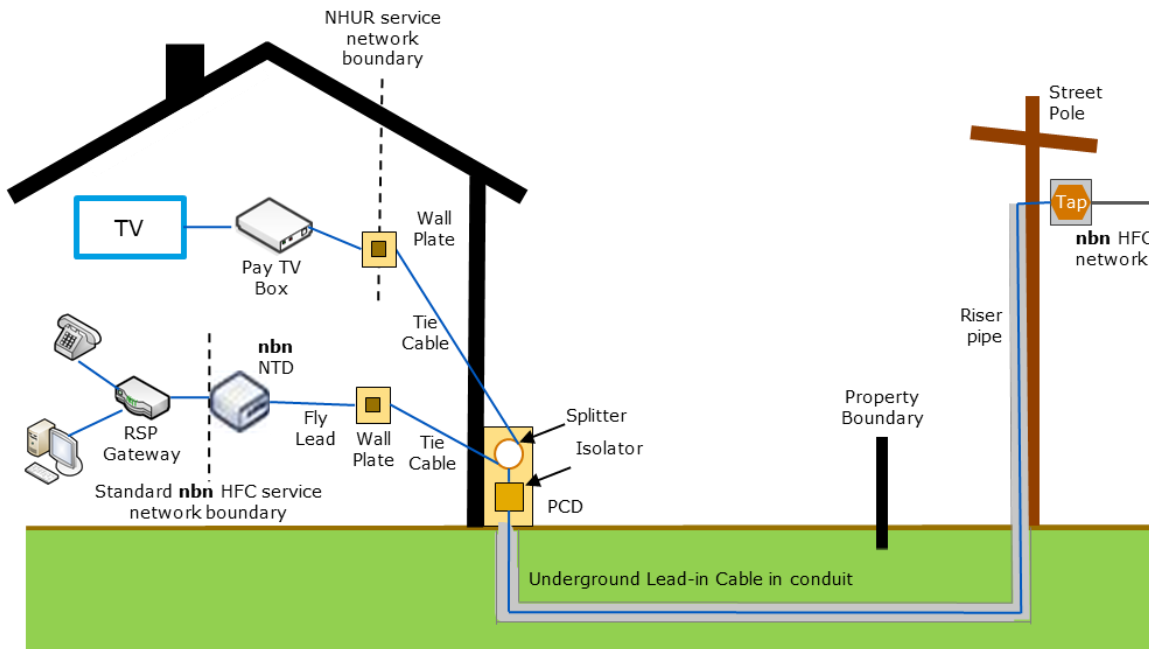 NHUR service
network
boundary
Street
Pole
TV
Wall
Plate
Tap
nbn HFC
network
Pay TV
Box
Tie
Cable
Riser
pipe
nbn
NTD
Property
Boundary
RSP
Gateway
Fly
Lead
Wall
Plate
Tie
Cable
Splitter
Isolator
Standard nbn HFC service
network boundary
PCD
Underground Lead-in Cable in conduit